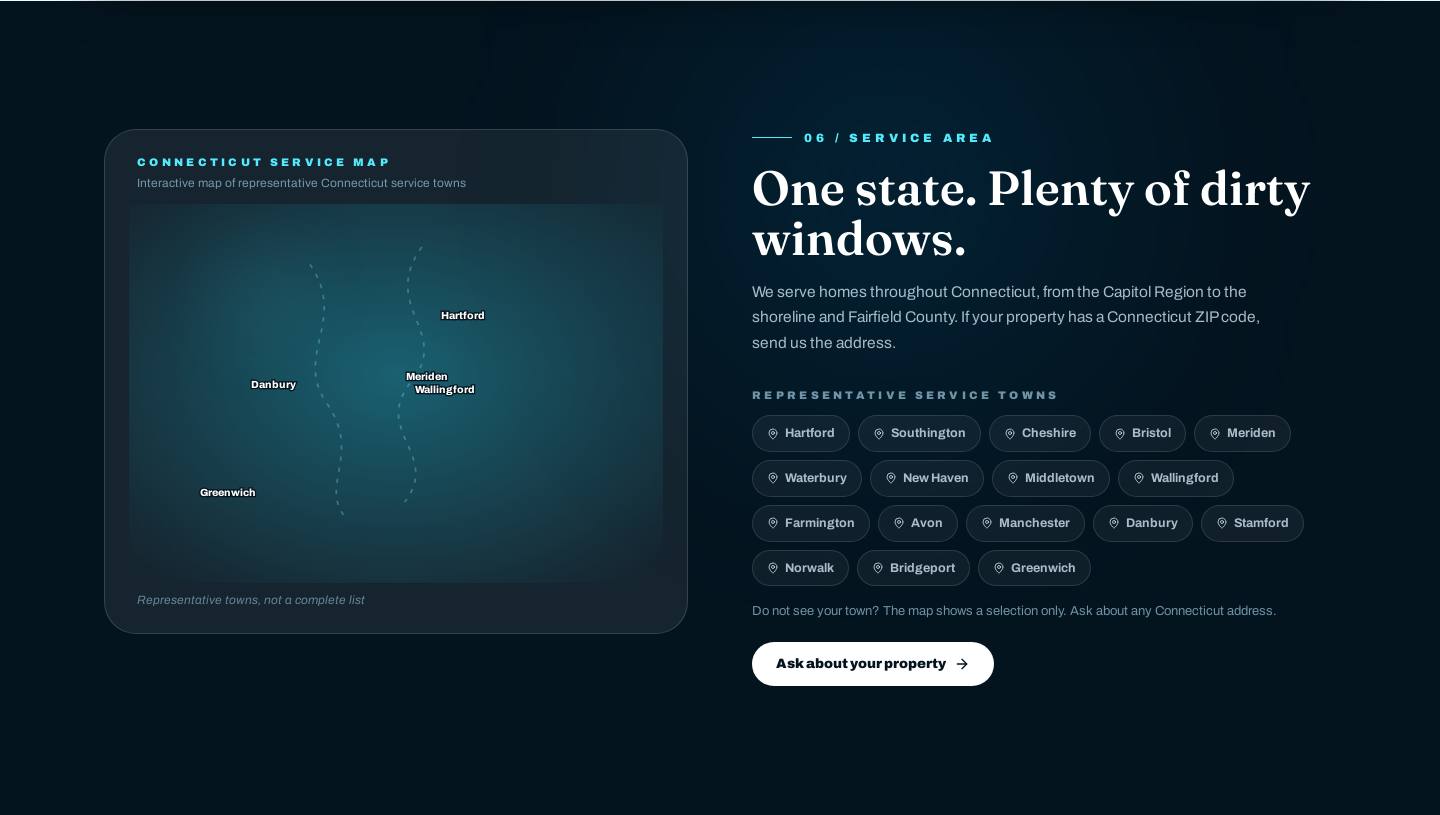 CONNECTICUT SERVICE MAP
Interactive map of representative Connecticut service towns
Hartford
Danbury
Meriden
Wallingford
Greenwich
Representative towns, not a complete list
06 / SERVICE AREA
One state. Plenty of dirty
windows.
We serve homes throughout Connecticut, from the Capitol Region to the
shoreline and Fairfield County. If your property has a Connecticut ZIP code,
send us the address.
REPRESENTATIVE SERVICE TOWNS
Hartford Southington Cheshire Bristol Meriden
Waterbury New Haven Middletown Wallingford
Farmington Avon Manchester Danbury Stamford
Norwalk Bridgeport Greenwich
Do not see your town? The map shows a selection only. Ask about any Connecticut address.
Ask about your property →